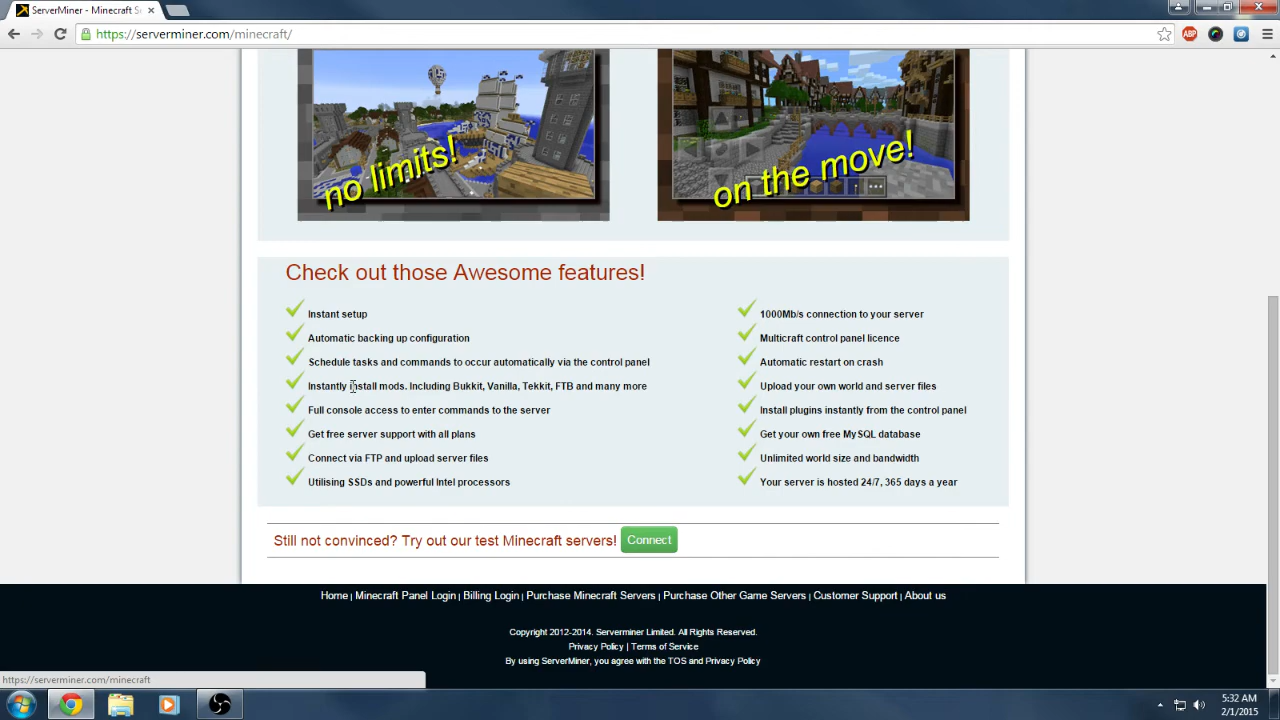 ServerMiner - Minecraft S
https://serverminer.com/minecraft/
ABP
no limits!
on the move!
Check out those Awesome features!
Instant setup
Automatic backing up configuration
Schedule tasks and commands to occur automatically via the control panel
Instantly install mods. Including Bukkit, Vanilla, Tekkit, FTB and many more
Full console access to enter commands to the server
Get free server support with all plans
Connect via FTP and upload server files
Utilising SSDs and powerful Intel processors
1000Mb/s connection to your server
Multicraft control panel licence
Automatic restart on crash
Upload your own world and server files
Install plugins instantly from the control panel
Get your own free MySQL database
Unlimited world size and bandwidth
Your server is hosted 24/7, 365 days a year
Still not convinced? Try out our test Minecraft servers! Connect
Home | Minecraft Panel Login | Billing Login | Purchase Minecraft Servers | Purchase Other Game Servers | Customer Support | About us
Copyright 2012-2014. Serverminer Limited. All Rights Reserved.
Privacy Policy | Terms of Service
By using ServerMiner, you agree with the TOS and Privacy Policy
https://serverminer.com/minecraft
5:32 AM
2/1/2015